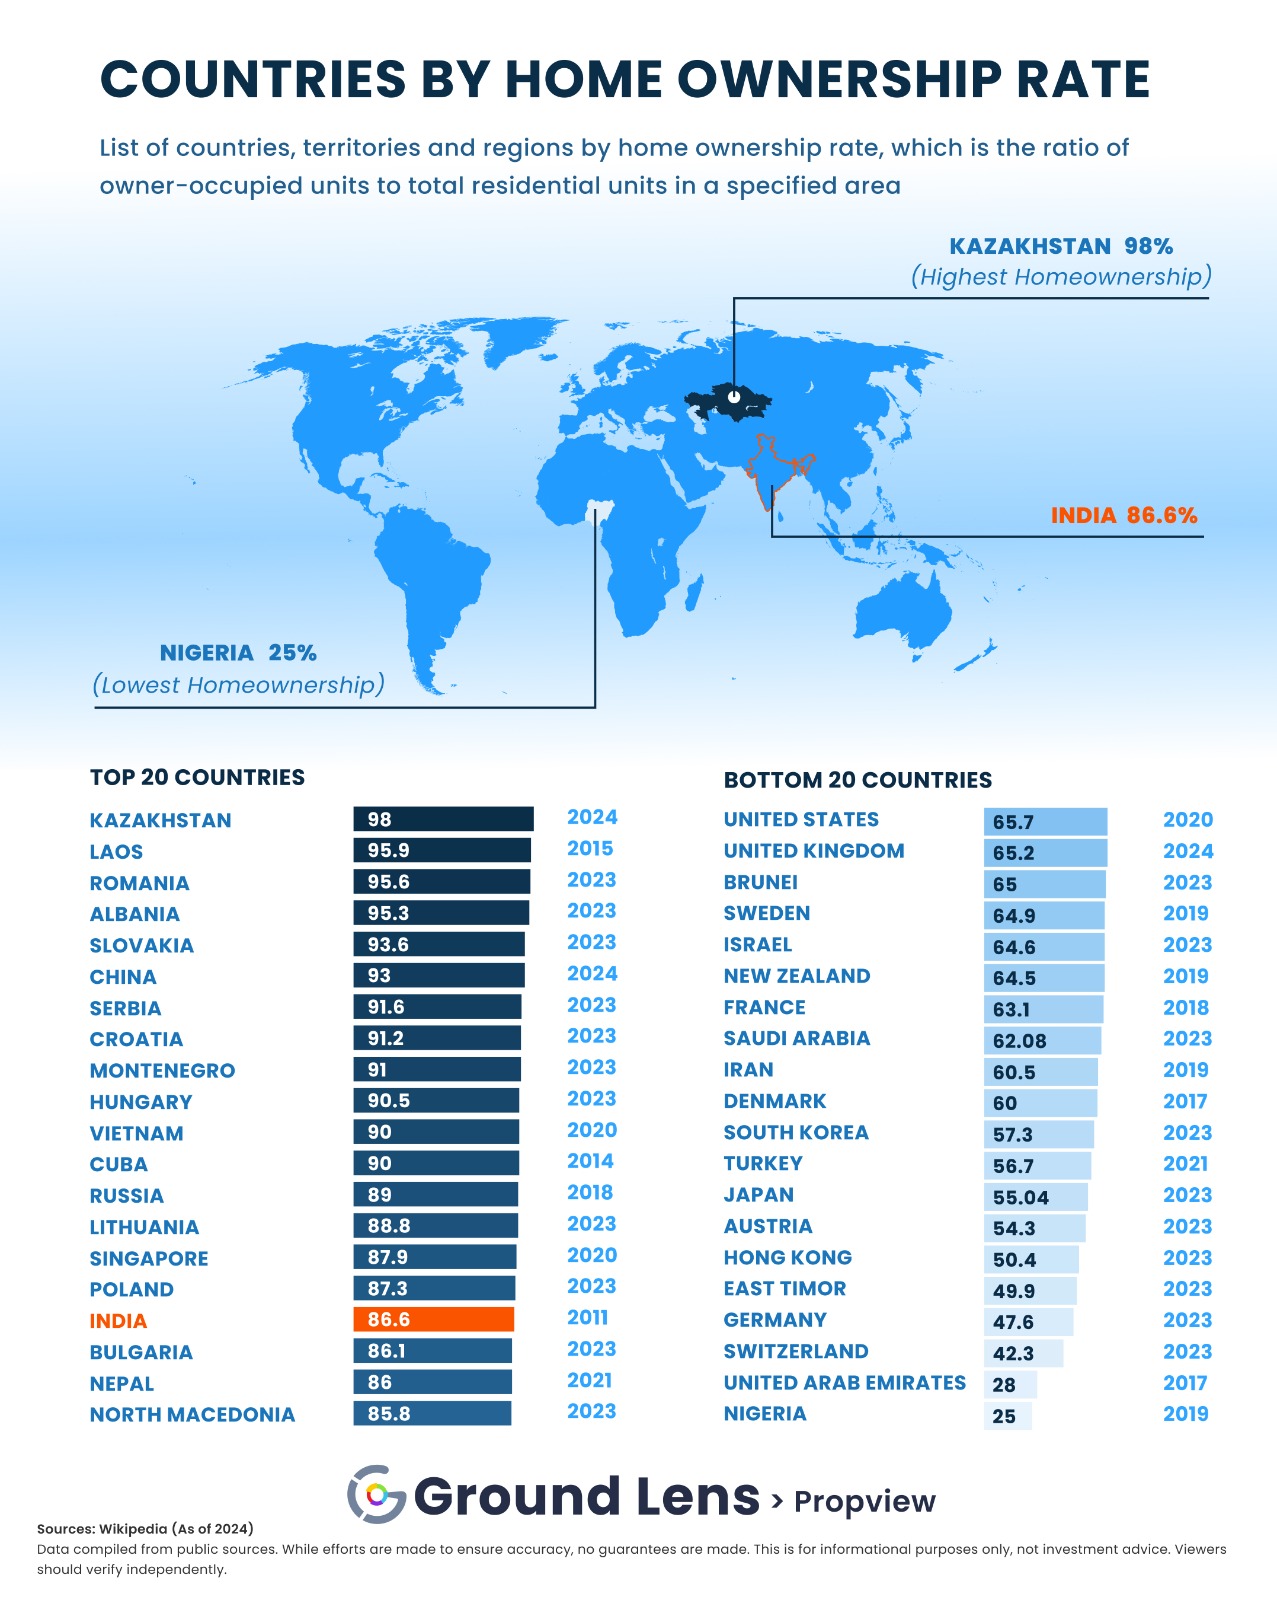 COUNTRIES BY HOME OWNERSHIP RATE
List of countries, territories and regions by home ownership rate, which is the ratio of
owner-occupied units to total residential units in a specified area
KAZAKHSTAN 98%
(Highest Homeownership)
INDIA 86.6%
NIGERIA 25%
(Lowest Homeownership)
TOP 20 COUNTRIES
KAZAKHSTAN 98 2024
LAOS 95.9 2015
ROMANIA 95.6 2023
ALBANIA 95.3 2023
SLOVAKIA 93.6 2023
CHINA 93 2024
SERBIA 91.6 2023
CROATIA 91.2 2023
MONTENEGRO 91 2023
HUNGARY 90.5 2023
VIETNAM 90 2020
CUBA 90 2014
RUSSIA 89 2018
LITHUANIA 88.8 2023
SINGAPORE 87.9 2020
POLAND 87.3 2023
INDIA 86.6 2011
BULGARIA 86.1 2023
NEPAL 86 2021
NORTH MACEDONIA 85.8 2023
BOTTOM 20 COUNTRIES
UNITED STATES 65.7 2020
UNITED KINGDOM 65.2 2024
BRUNEI 65 2023
SWEDEN 64.9 2019
ISRAEL 64.6 2023
NEW ZEALAND 64.5 2019
FRANCE 63.1 2018
SAUDI ARABIA 62.08 2023
IRAN 60.5 2019
DENMARK 60 2017
SOUTH KOREA 57.3 2023
TURKEY 56.7 2021
JAPAN 55.04 2023
AUSTRIA 54.3 2023
HONG KONG 50.4 2023
EAST TIMOR 49.9 2023
GERMANY 47.6 2023
SWITZERLAND 42.3 2023
UNITED ARAB EMIRATES 28 2017
NIGERIA 25 2019
Ground Lens > Propview
Sources: Wikipedia (As of 2024)
Data compiled from public sources. While efforts are made to ensure accuracy, no guarantees are made. This is for informational purposes only, not investment advice. Viewers
should verify independently.